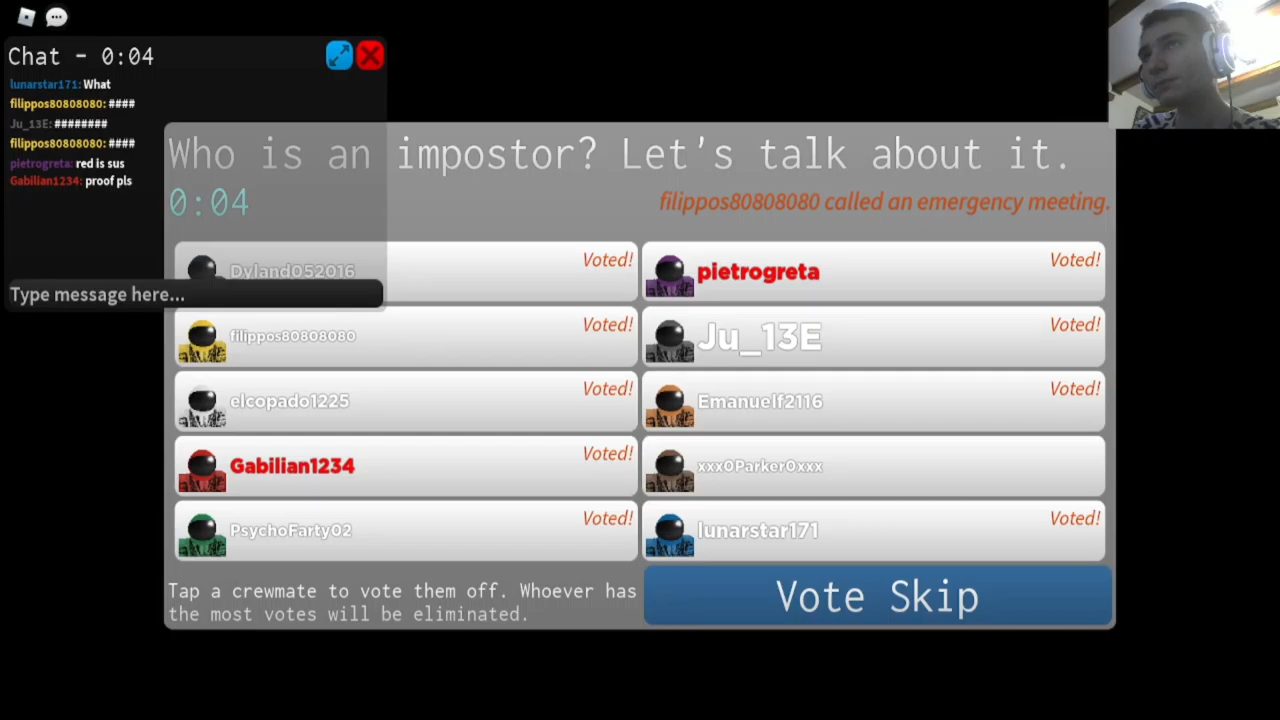 Chat - 0:04
lunarstar171: What
filippos80808080: ####
Ju_13E: ########
filippos80808080: ####
pietrogreta: red is sus
Gabilian1234: proof pls
Type message here...
Who is an impostor? Let's talk about it.
0:04
filippos80808080 called an emergency meeting.
Dyland052016 Voted!
pietrogreta Voted!
filippos80808080 Voted!
Ju_13E Voted!
elcopado1225 Voted!
Emanuelf2116 Voted!
Gabilian1234 Voted!
xxx0Parker0xxx
PsychoFarty02 Voted!
lunarstar171 Voted!
Tap a crewmate to vote them off. Whoever has
the most votes will be eliminated.
Vote Skip